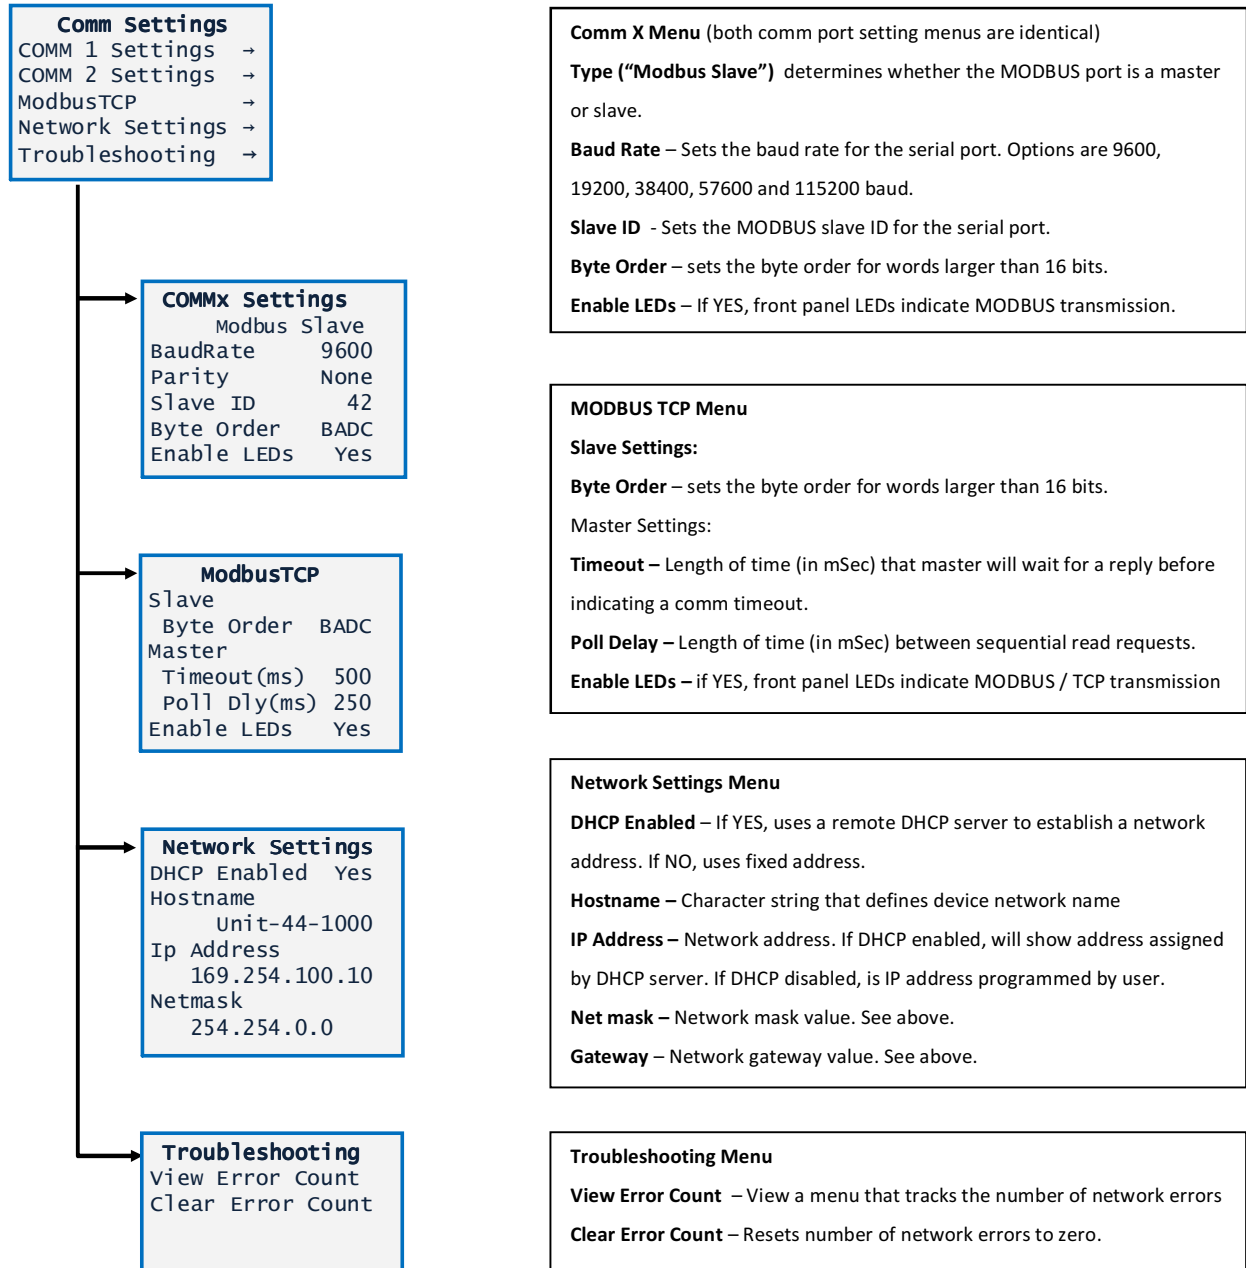 Comm Settings
COMM 1 Settings →
COMM 2 Settings →
ModbusTCP →
Network Settings →
Troubleshooting →
COMMx Settings
Modbus Slave
BaudRate 9600
Parity None
Slave ID 42
Byte Order BADC
Enable LEDs Yes
ModbusTCP
Slave
Byte Order BADC
Master
Timeout(ms) 500
Poll Dly(ms) 250
Enable LEDs Yes
Network Settings
DHCP Enabled Yes
Hostname
Unit-44-1000
Ip Address
169.254.100.10
Netmask
254.254.0.0
Troubleshooting
View Error Count
Clear Error Count
Comm X Menu (both comm port setting menus are identical)
Type (“Modbus Slave”) determines whether the MODBUS port is a master
or slave.
Baud Rate – Sets the baud rate for the serial port. Options are 9600,
19200, 38400, 57600 and 115200 baud.
Slave ID - Sets the MODBUS slave ID for the serial port.
Byte Order – sets the byte order for words larger than 16 bits.
Enable LEDs – If YES, front panel LEDs indicate MODBUS transmission.
MODBUS TCP Menu
Slave Settings:
Byte Order – sets the byte order for words larger than 16 bits.
Master Settings:
Timeout – Length of time (in mSec) that master will wait for a reply before
indicating a comm timeout.
Poll Delay – Length of time (in mSec) between sequential read requests.
Enable LEDs – if YES, front panel LEDs indicate MODBUS / TCP transmission
Network Settings Menu
DHCP Enabled – If YES, uses a remote DHCP server to establish a network
address. If NO, uses fixed address.
Hostname – Character string that defines device network name
IP Address – Network address. If DHCP enabled, will show address assigned
by DHCP server. If DHCP disabled, is IP address programmed by user.
Net mask – Network mask value. See above.
Gateway – Network gateway value. See above.
Troubleshooting Menu
View Error Count – View a menu that tracks the number of network errors
Clear Error Count – Resets number of network errors to zero.